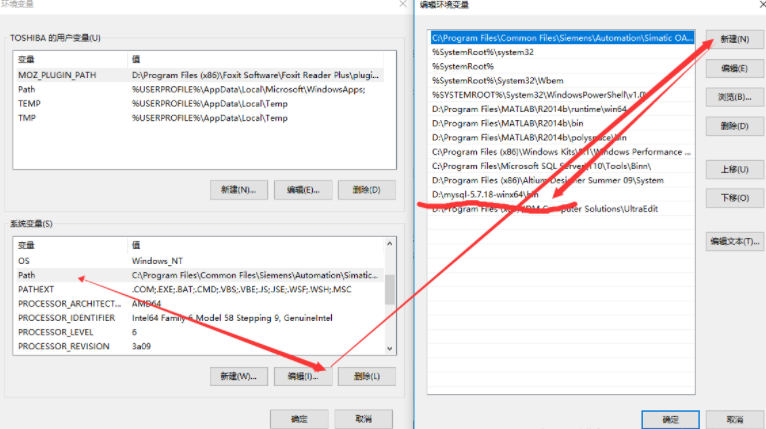 环境变量
TOSHIBA 的用户变量(U)
变量 值
MOZ_PLUGIN_PATH D:\Program Files (x86)\Foxit Software\Foxit Reader Plus\plugi...
Path %USERPROFILE%\AppData\Local\Microsoft\WindowsApps;
TEMP %USERPROFILE%\AppData\Local\Temp
TMP %USERPROFILE%\AppData\Local\Temp
新建(N)... 编辑(E)... 删除(D)
系统变量(S)
变量 值
OS Windows_NT
Path C:\Program Files\Common Files\Siemens\Automation\Simatic...
PATHEXT .COM;.EXE;.BAT;.CMD;.VBS;.VBE;.JS;.JSE;.WSF;.WSH;.MSC
PROCESSOR_ARCHITECT... AMD64
PROCESSOR_IDENTIFIER Intel64 Family 6 Model 58 Stepping 9, GenuineIntel
PROCESSOR_LEVEL 6
PROCESSOR_REVISION 3a09
新建(W)... 编辑(I)... 删除(L)
确定 取消
编辑环境变量
C:\Program Files\Common Files\Siemens\Automation\Simatic OA...
%SystemRoot%\system32
%SystemRoot%
%SystemRoot%\System32\Wbem
%SYSTEMROOT%\System32\WindowsPowerShell\v1.0\
D:\Program Files\MATLAB\R2014b\runtime\win64
D:\Program Files\MATLAB\R2014b\bin
D:\Program Files\MATLAB\R2014b\polyspace\bin
C:\Program Files (x86)\Windows Kits\8.1\Windows Performance ...
C:\Program Files\Microsoft SQL Server\110\Tools\Binn\
D:\Program Files (x86)\Altium Designer Summer 09\System
D:\mysql-5.7.18-winx64\bin
D:\Program Files (x86)\IDM Computer Solutions\UltraEdit
新建(N)
编辑(E)
浏览(B)...
删除(D)
上移(U)
下移(O)
编辑文本(T)...
确定 取消